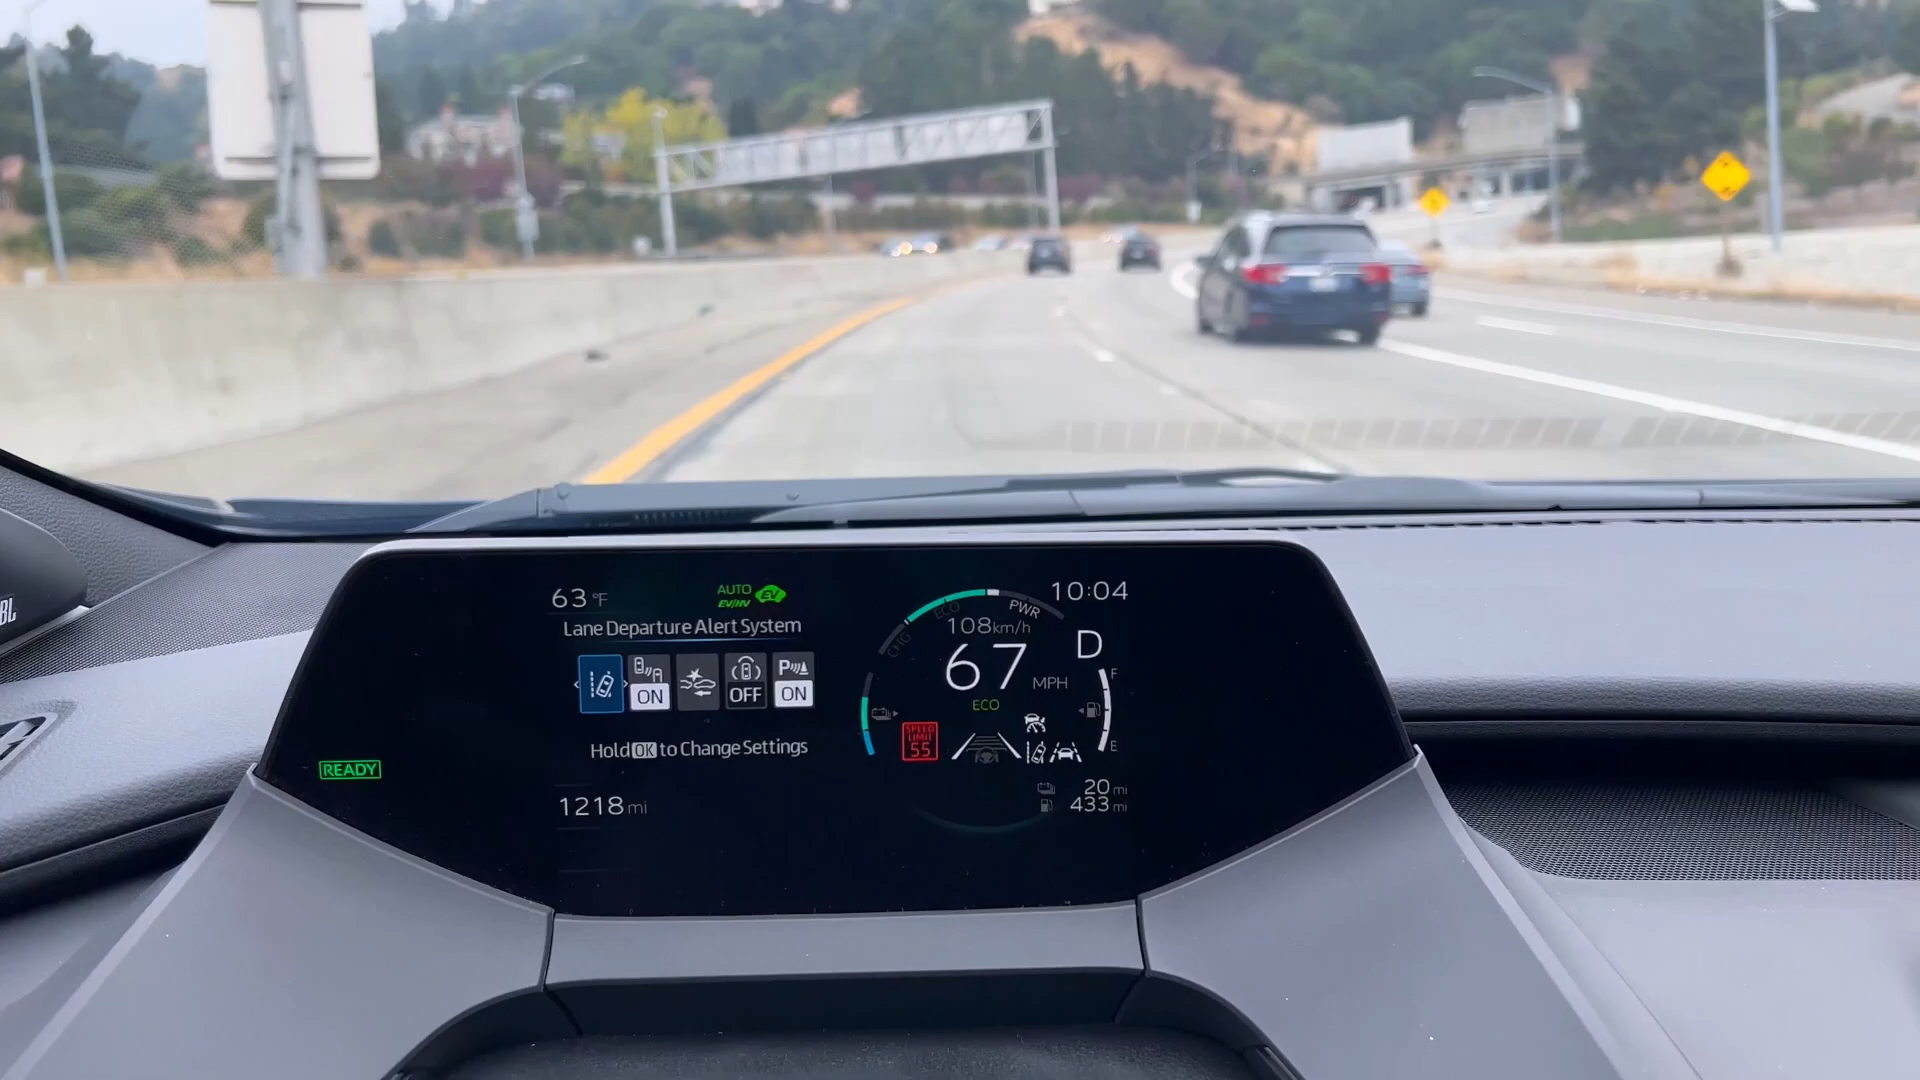 63 °F
AUTO
EV/HV
EV
Lane Departure Alert System
ON
OFF
P
ON
Hold OK to Change Settings
READY
1218 mi
CHG
ECO
PWR
10:04
108 km/h
67 MPH
D
ECO
F
E
SPEED
LIMIT
55
20 mi
433 mi